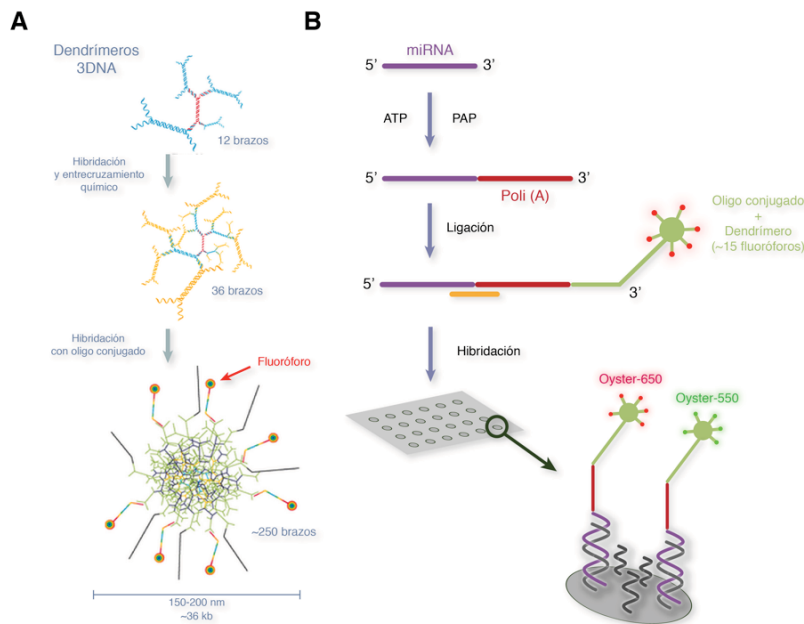 A
Dendrímeros
3DNA
12 brazos
Hibridación
y entrecruzamiento
químico
36 brazos
Hibridación
con oligo conjugado
Fluoróforo
~250 brazos
150-200 nm
~36 kb
B
miRNA
5’ 3’
ATP PAP
5’ 3’
Poli (A)
Ligación
Oligo conjugado
+
Dendrímero
(~15 fluoróforos)
5’ 3’
Hibridación
Oyster-650
Oyster-550